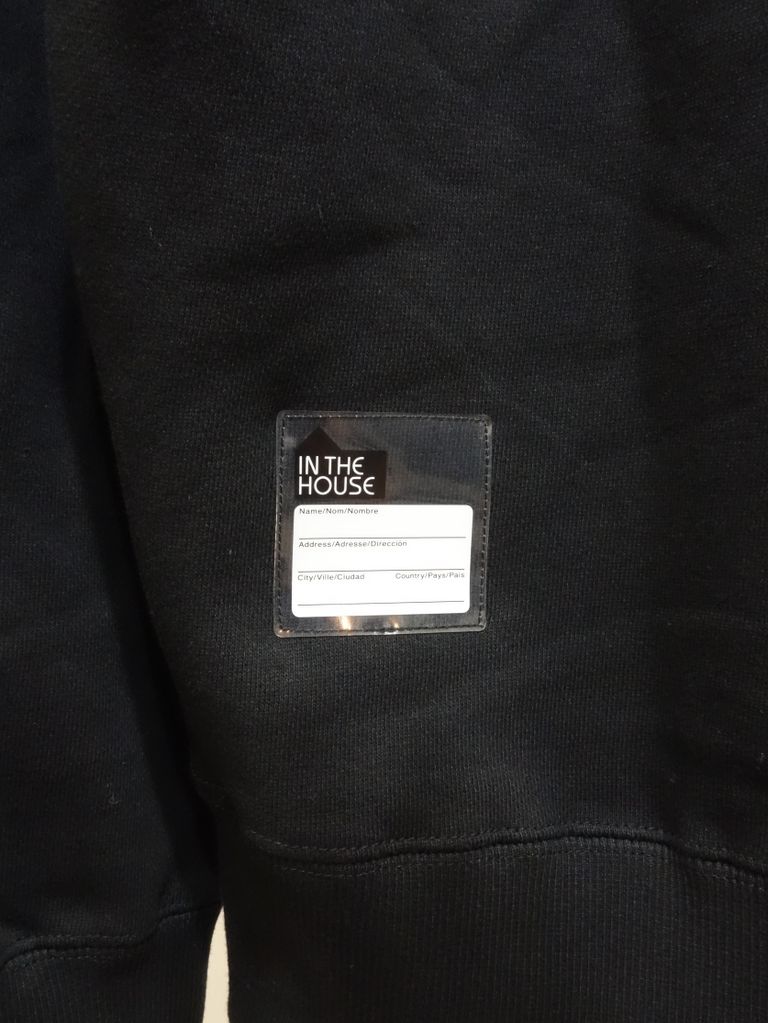 IN THE
HOUSE
Name/Nom/Nombre
Address/Adresse/Dirección
City/Ville/Ciudad Country/Pays/País